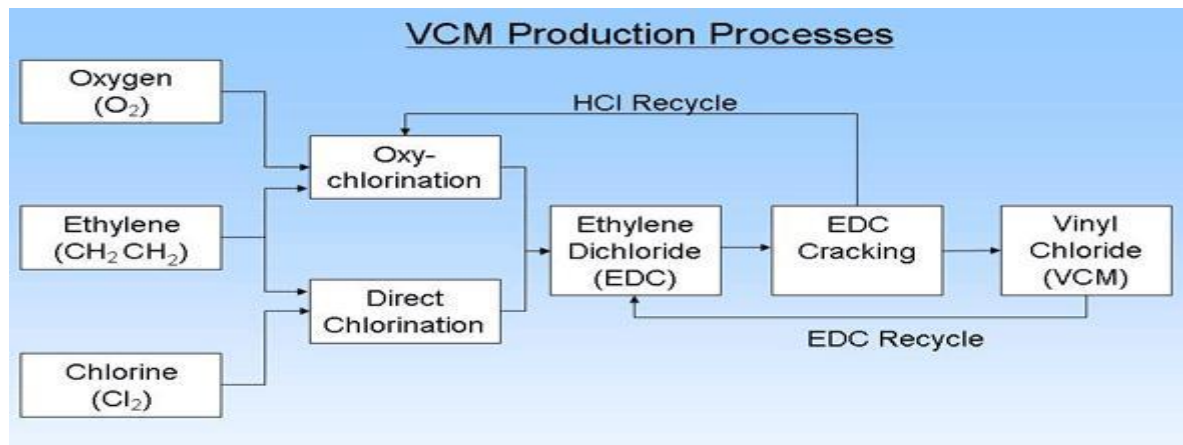 VCM Production Processes
Oxygen
(O₂)
HCl Recycle
Oxy-
chlorination
Ethylene
(CH₂ CH₂)
Ethylene
Dichloride
(EDC)
EDC
Cracking
Vinyl
Chloride
(VCM)
Direct
Chlorination
EDC Recycle
Chlorine
(Cl₂)